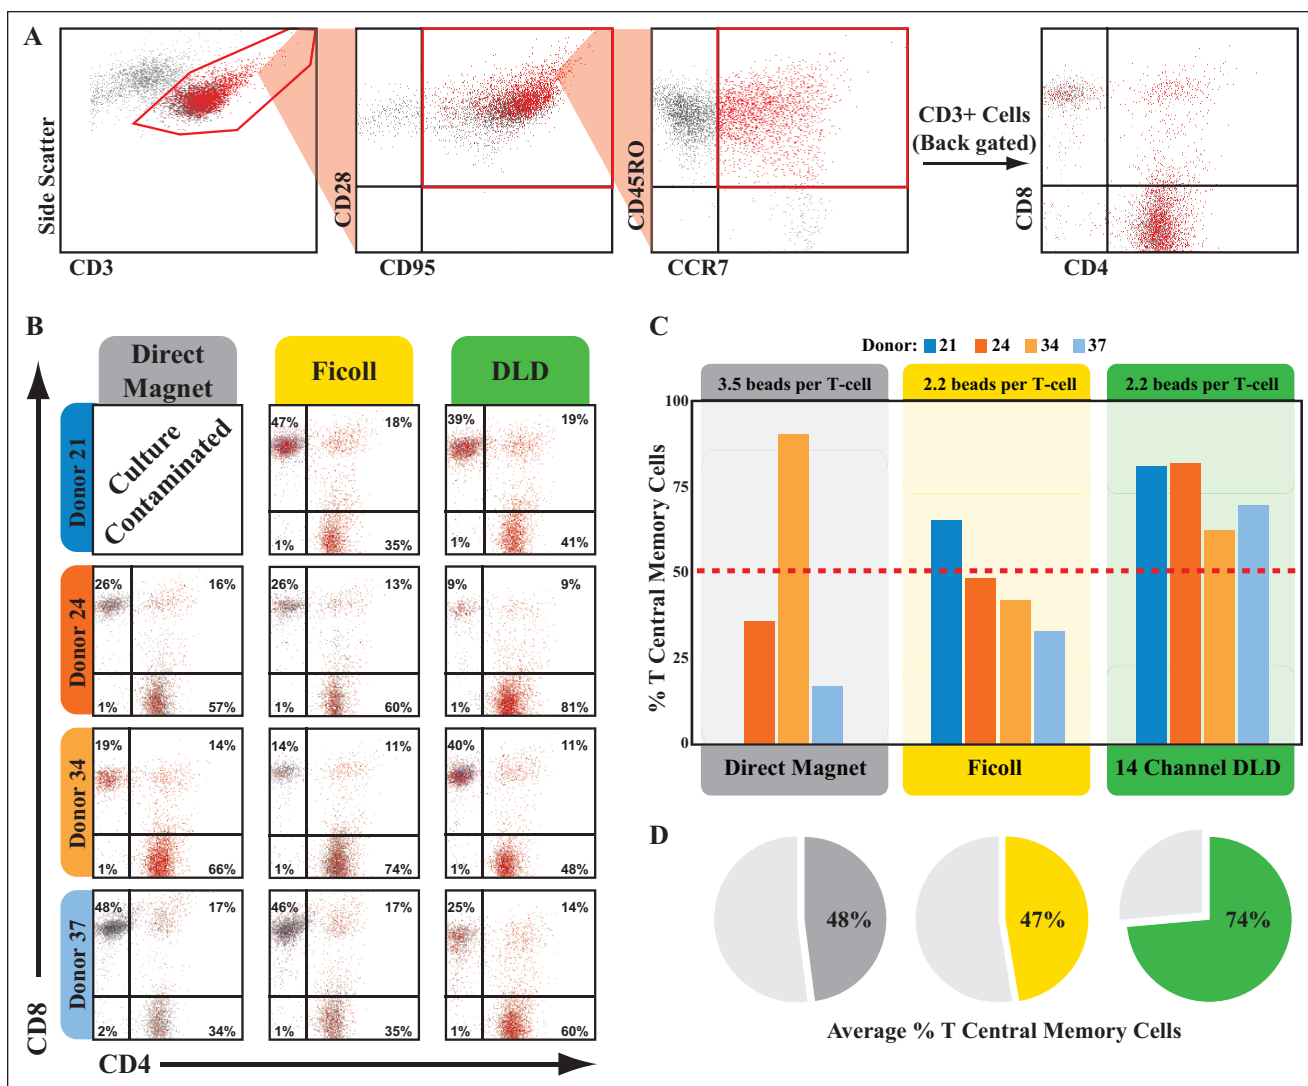 A
Side Scatter
CD3
CD28
CD95
CD45RO
CCR7
CD3+ Cells
(Back gated)
CD8
CD4
B
Direct
Magnet
Ficoll
DLD
Donor 21
Culture
Contaminated
47%
18%
1%
35%
39%
19%
1%
41%
Donor 24
26%
16%
1%
57%
26%
13%
1%
60%
9%
9%
1%
81%
Donor 34
19%
14%
1%
66%
14%
11%
1%
74%
40%
11%
1%
48%
Donor 37
48%
17%
2%
34%
46%
17%
1%
35%
25%
14%
1%
60%
CD8
CD4
C
Donor: 21 24 34 37
3.5 beads per T-cell
2.2 beads per T-cell
2.2 beads per T-cell
% T Central Memory Cells
100
75
50
25
0
Direct Magnet
Ficoll
14 Channel DLD
D
48%
47%
74%
Average % T Central Memory Cells